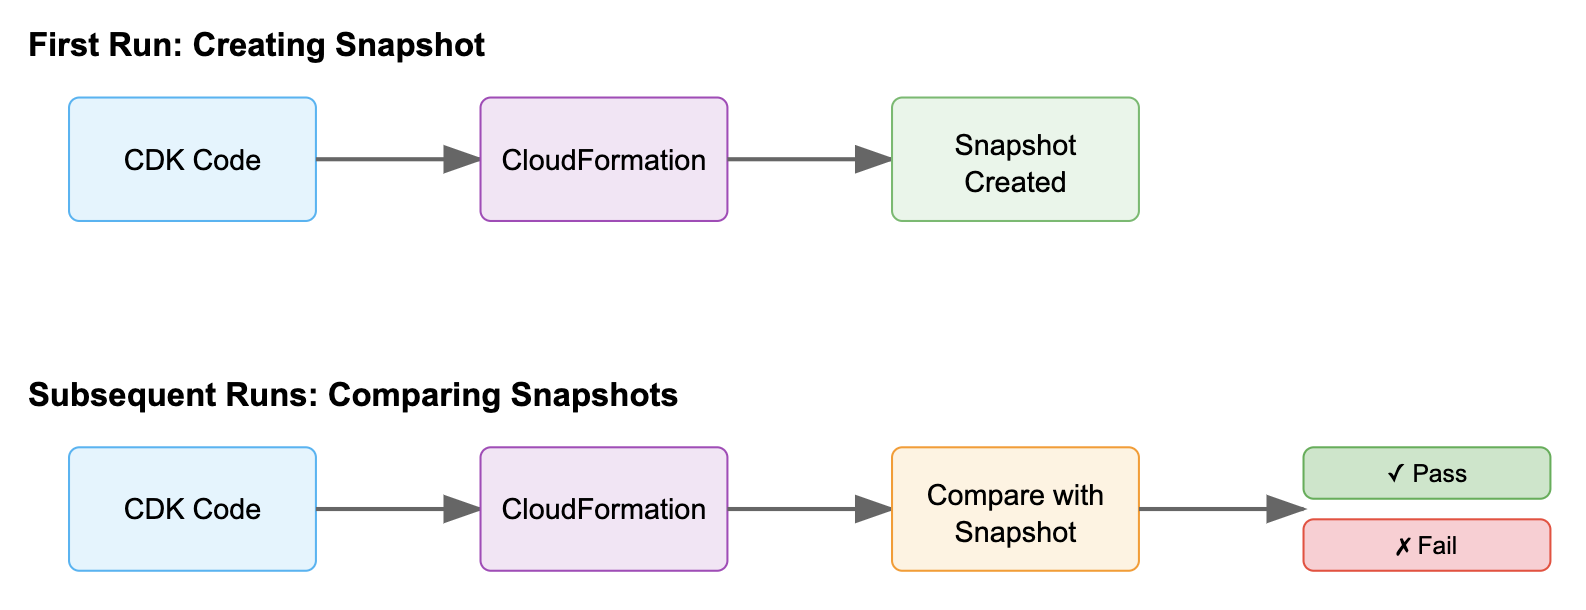 First Run: Creating Snapshot
CDK Code
CloudFormation
Snapshot
Created
Subsequent Runs: Comparing Snapshots
CDK Code
CloudFormation
Compare with
Snapshot
✓ Pass
✗ Fail